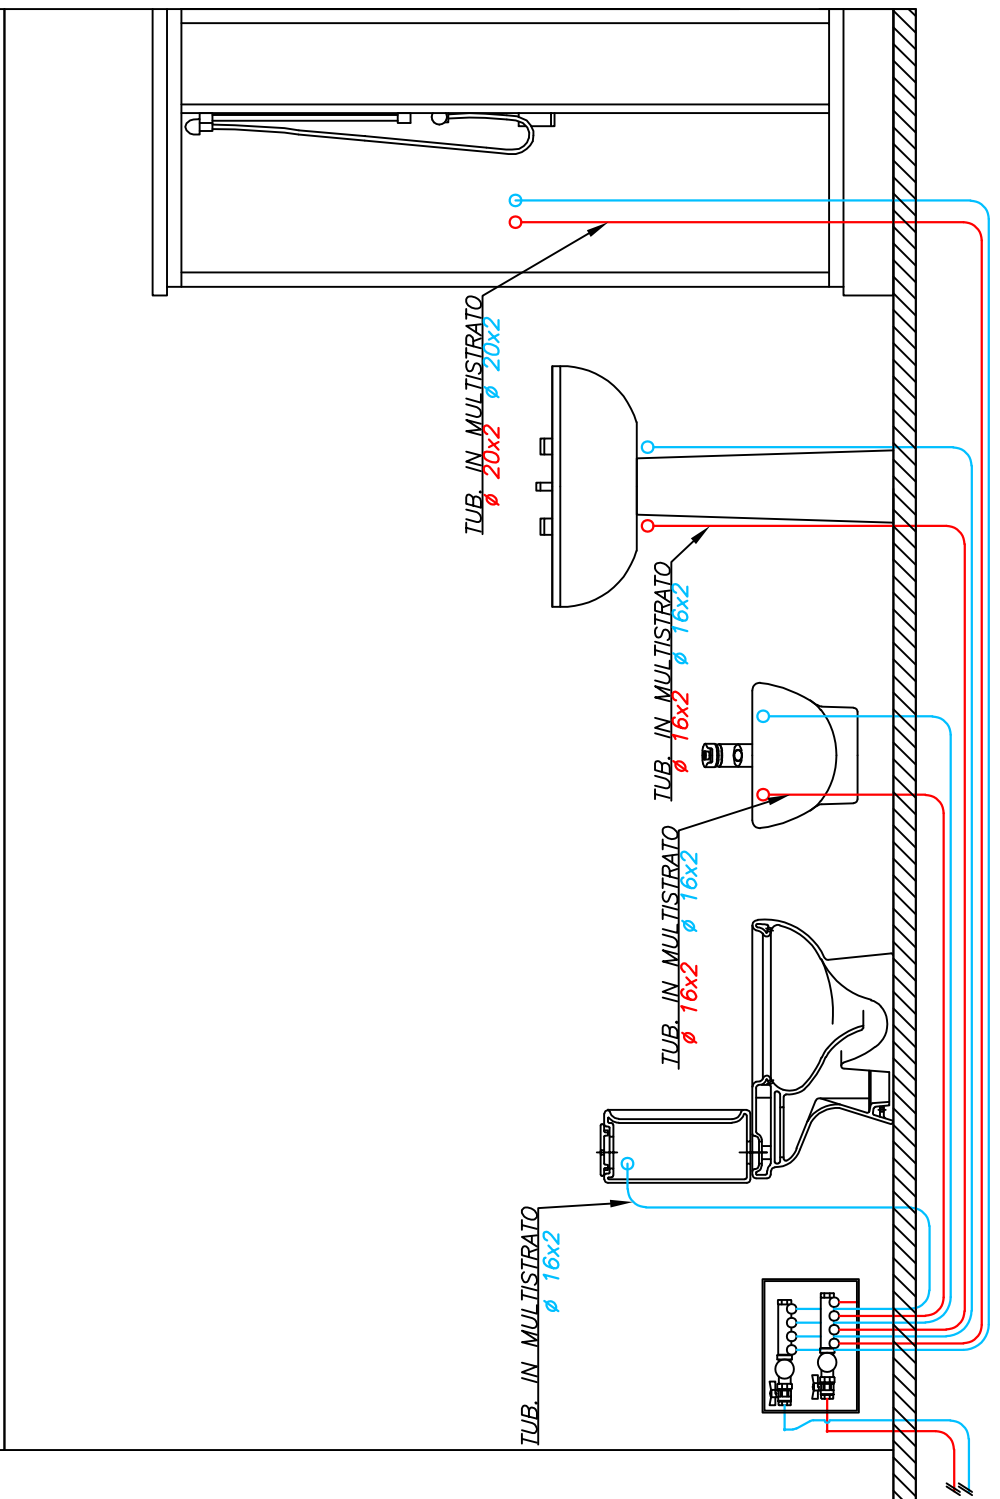 TUB. IN MULTISTRATO
ø 20x2 ø 20x2
TUB. IN MULTISTRATO
ø 16x2 ø 16x2
TUB. IN MULTISTRATO
ø 16x2 ø 16x2
TUB. IN MULTISTRATO
ø 16x2